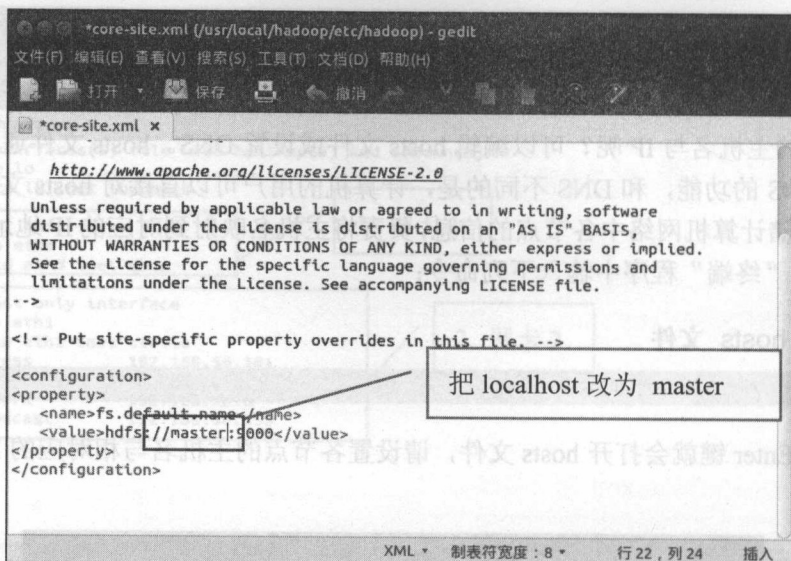 *core-site.xml (/usr/local/hadoop/etc/hadoop) - gedit
文件(F) 编辑(E) 查看(V) 搜索(S) 工具(T) 文档(D) 帮助(H)
打开 保存 撤消
*core-site.xml ×
http://www.apache.org/licenses/LICENSE-2.0
Unless required by applicable law or agreed to in writing, software
distributed under the License is distributed on an "AS IS" BASIS,
WITHOUT WARRANTIES OR CONDITIONS OF ANY KIND, either express or implied.
See the License for the specific language governing permissions and
limitations under the License. See accompanying LICENSE file.
-->
<!-- Put site-specific property overrides in this file. -->
<configuration>
<property>
<name>fs.default.name</name>
<value>hdfs://master:9000</value>
</property>
</configuration>
把 localhost 改为 master
XML 制表符宽度：8 行 22，列 24 插入